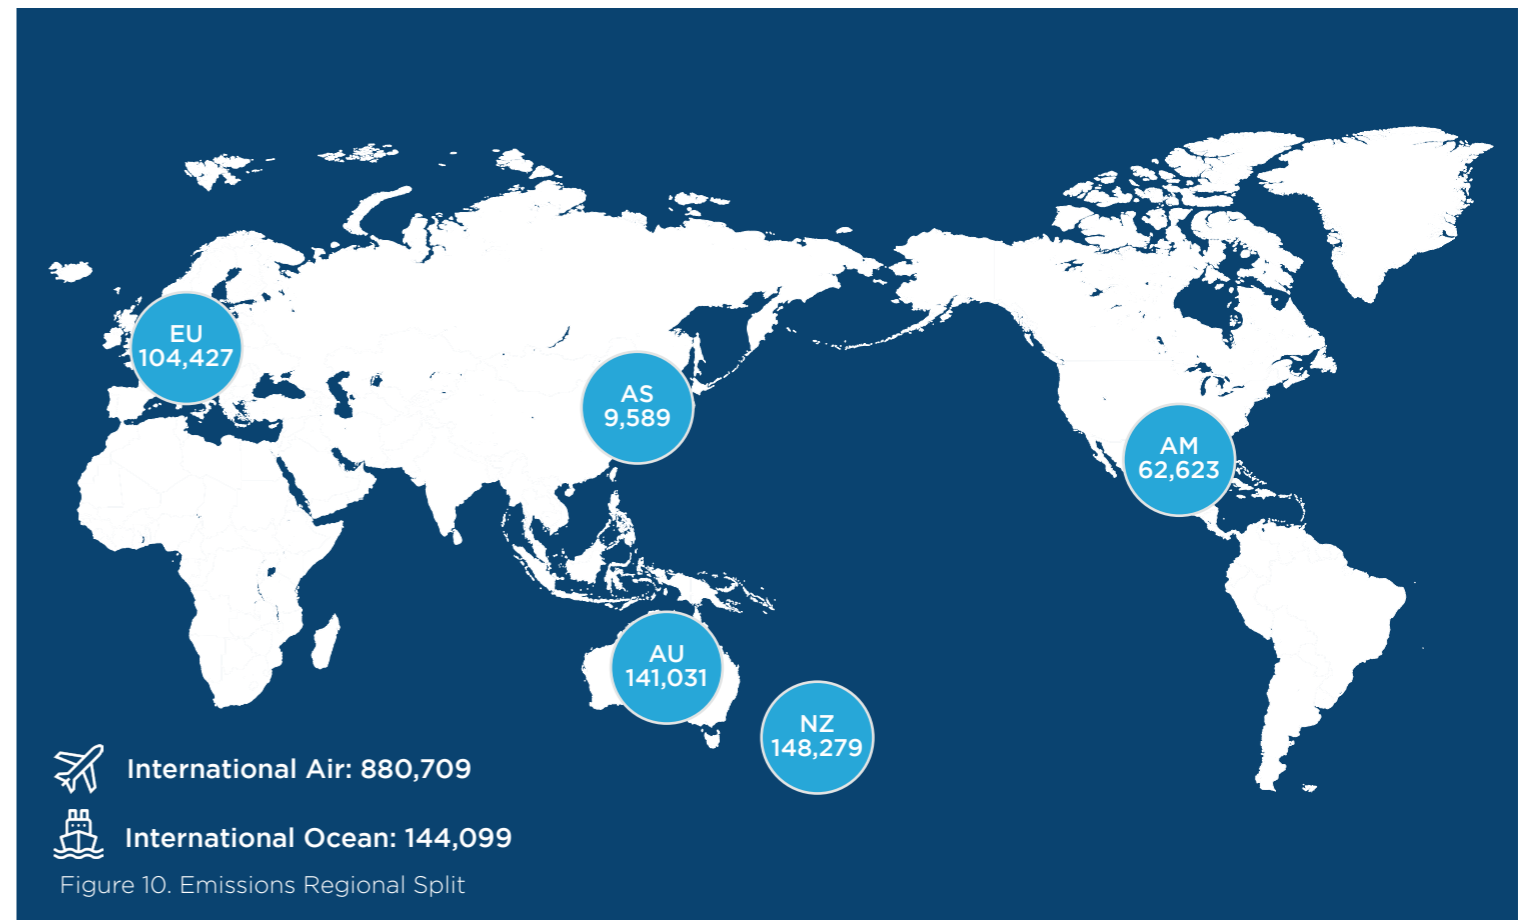 EU
104,427
AS
9,589
AM
62,623
AU
141,031
NZ
148,279
International Air: 880,709
International Ocean: 144,099
Figure 10. Emissions Regional Split